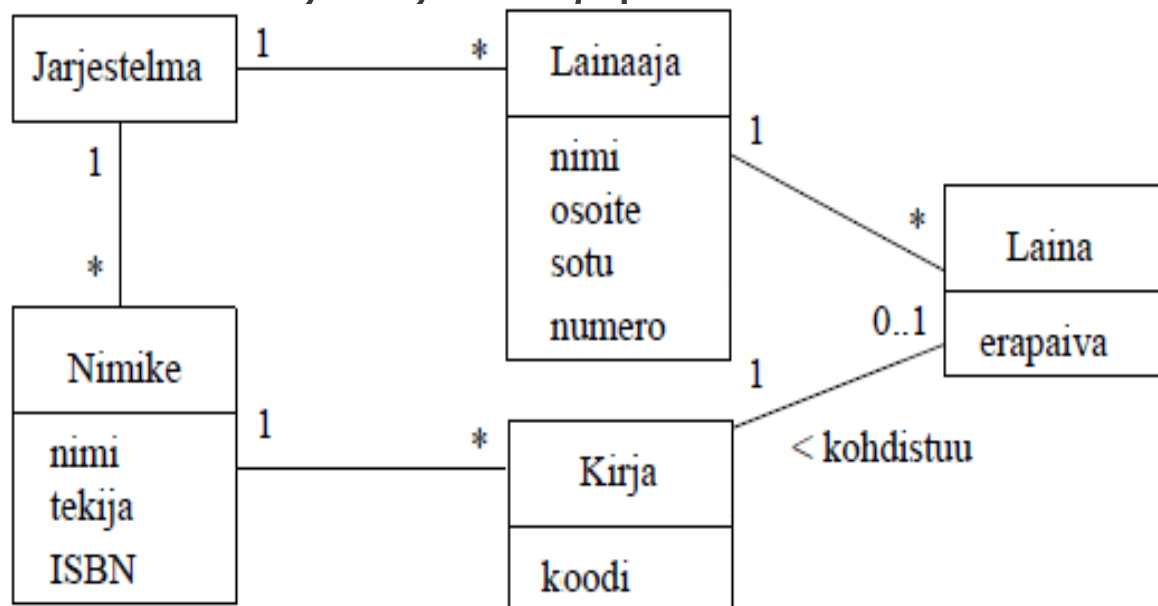 Jarjestelma
1
*
Lainaaja
nimi
osoite
sotu
numero
1
*
Laina
erapaiva
1
*
Nimike
nimi
tekija
ISBN
1
*
Kirja
koodi
1
0..1
< kohdistuu